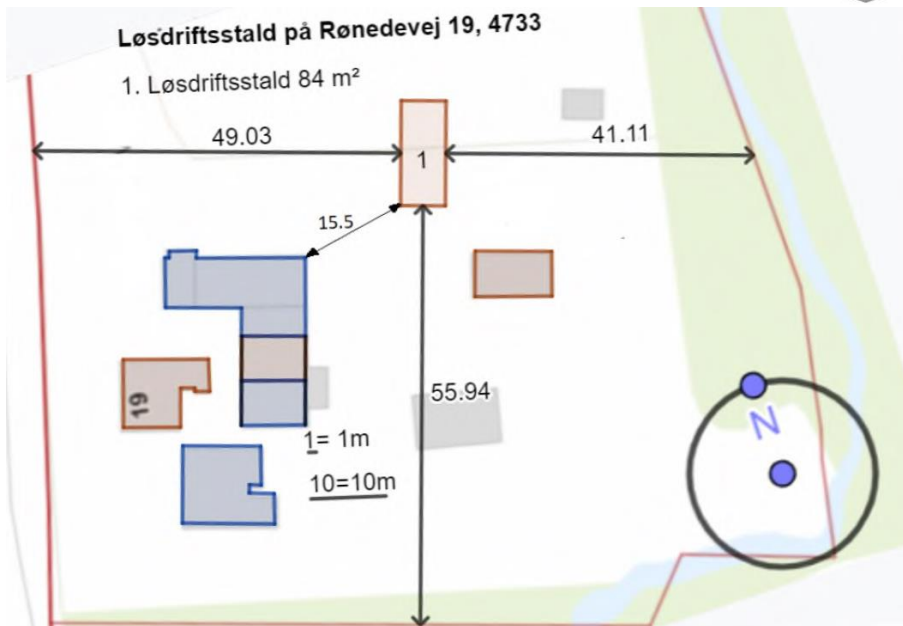 Løsdriftsstald på Rønedevej 19, 4733
1. Løsdriftsstald 84 m²
49.03
41.11
1
15.5
19
55.94
1= 1m
10=10m
N